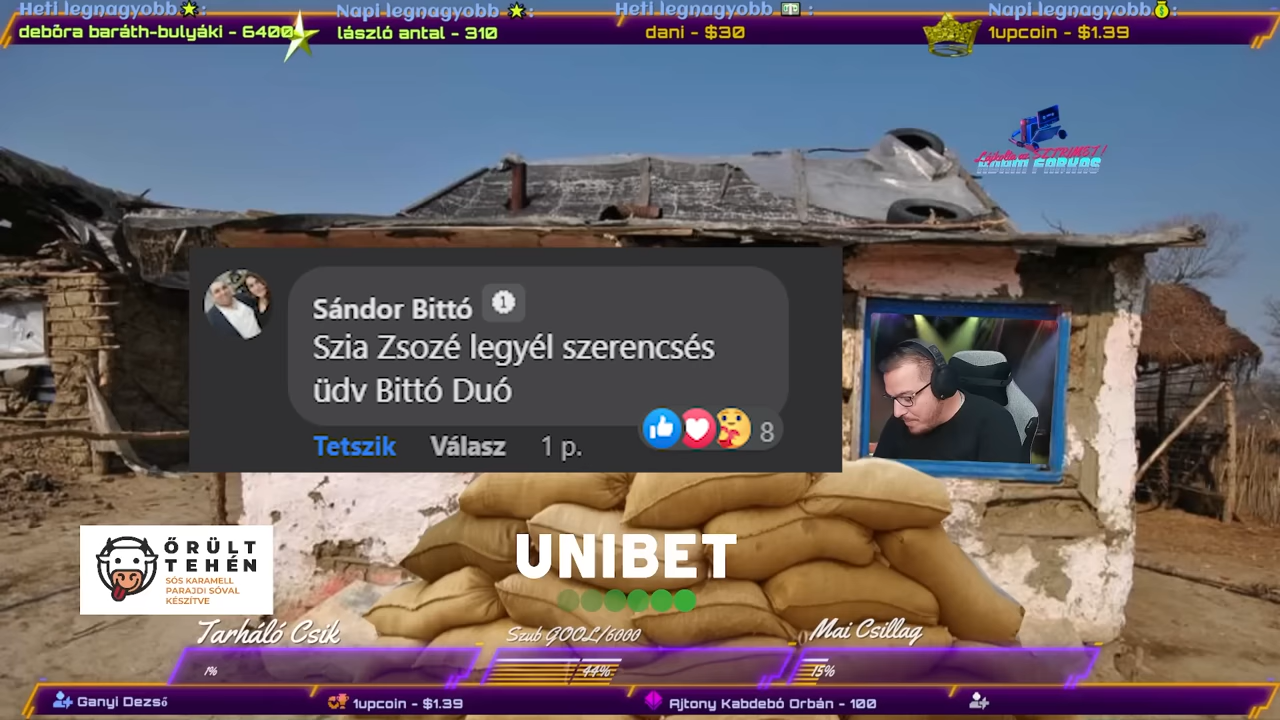 Heti legnagyobb :
debõra baráth-bulyáki - 6400
Napi legnagyobb :
lászló antal - 310
Heti legnagyobb :
dani - $30
Napi legnagyobb :
1upcoin - $1.39
Sándor Bittó
Szia Zsozé legyél szerencsés
üdv Bittó Duó
Tetszik Válasz 1 p. 8
ŐRÜLT
TEHÉN
SÓS KARAMELL
PARAJDI SÓVAL
KÉSZÍTVE
UNIBET
Tarháló Csík
1%
Szub GOOL/6000
44%
Mai Csillag
15%
Ganyi Dezső
1upcoin - $1.39
Ajtony Kabdebó Orbán - 100